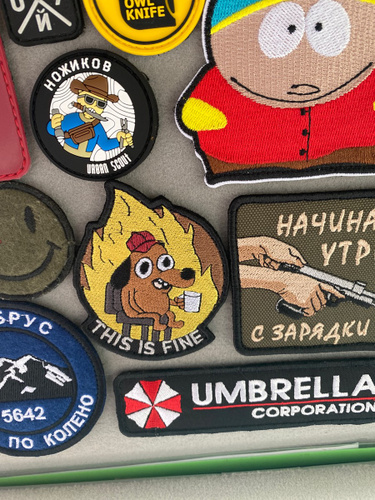 OWL
KNIFE
НОЖИКОВ
URBAN SCOUT
НАЧИНА
УТР
С ЗАРЯДКИ
THIS IS FINE
БРУС
5642
ПО КОЛЕНО
UMBRELLA
CORPORATION